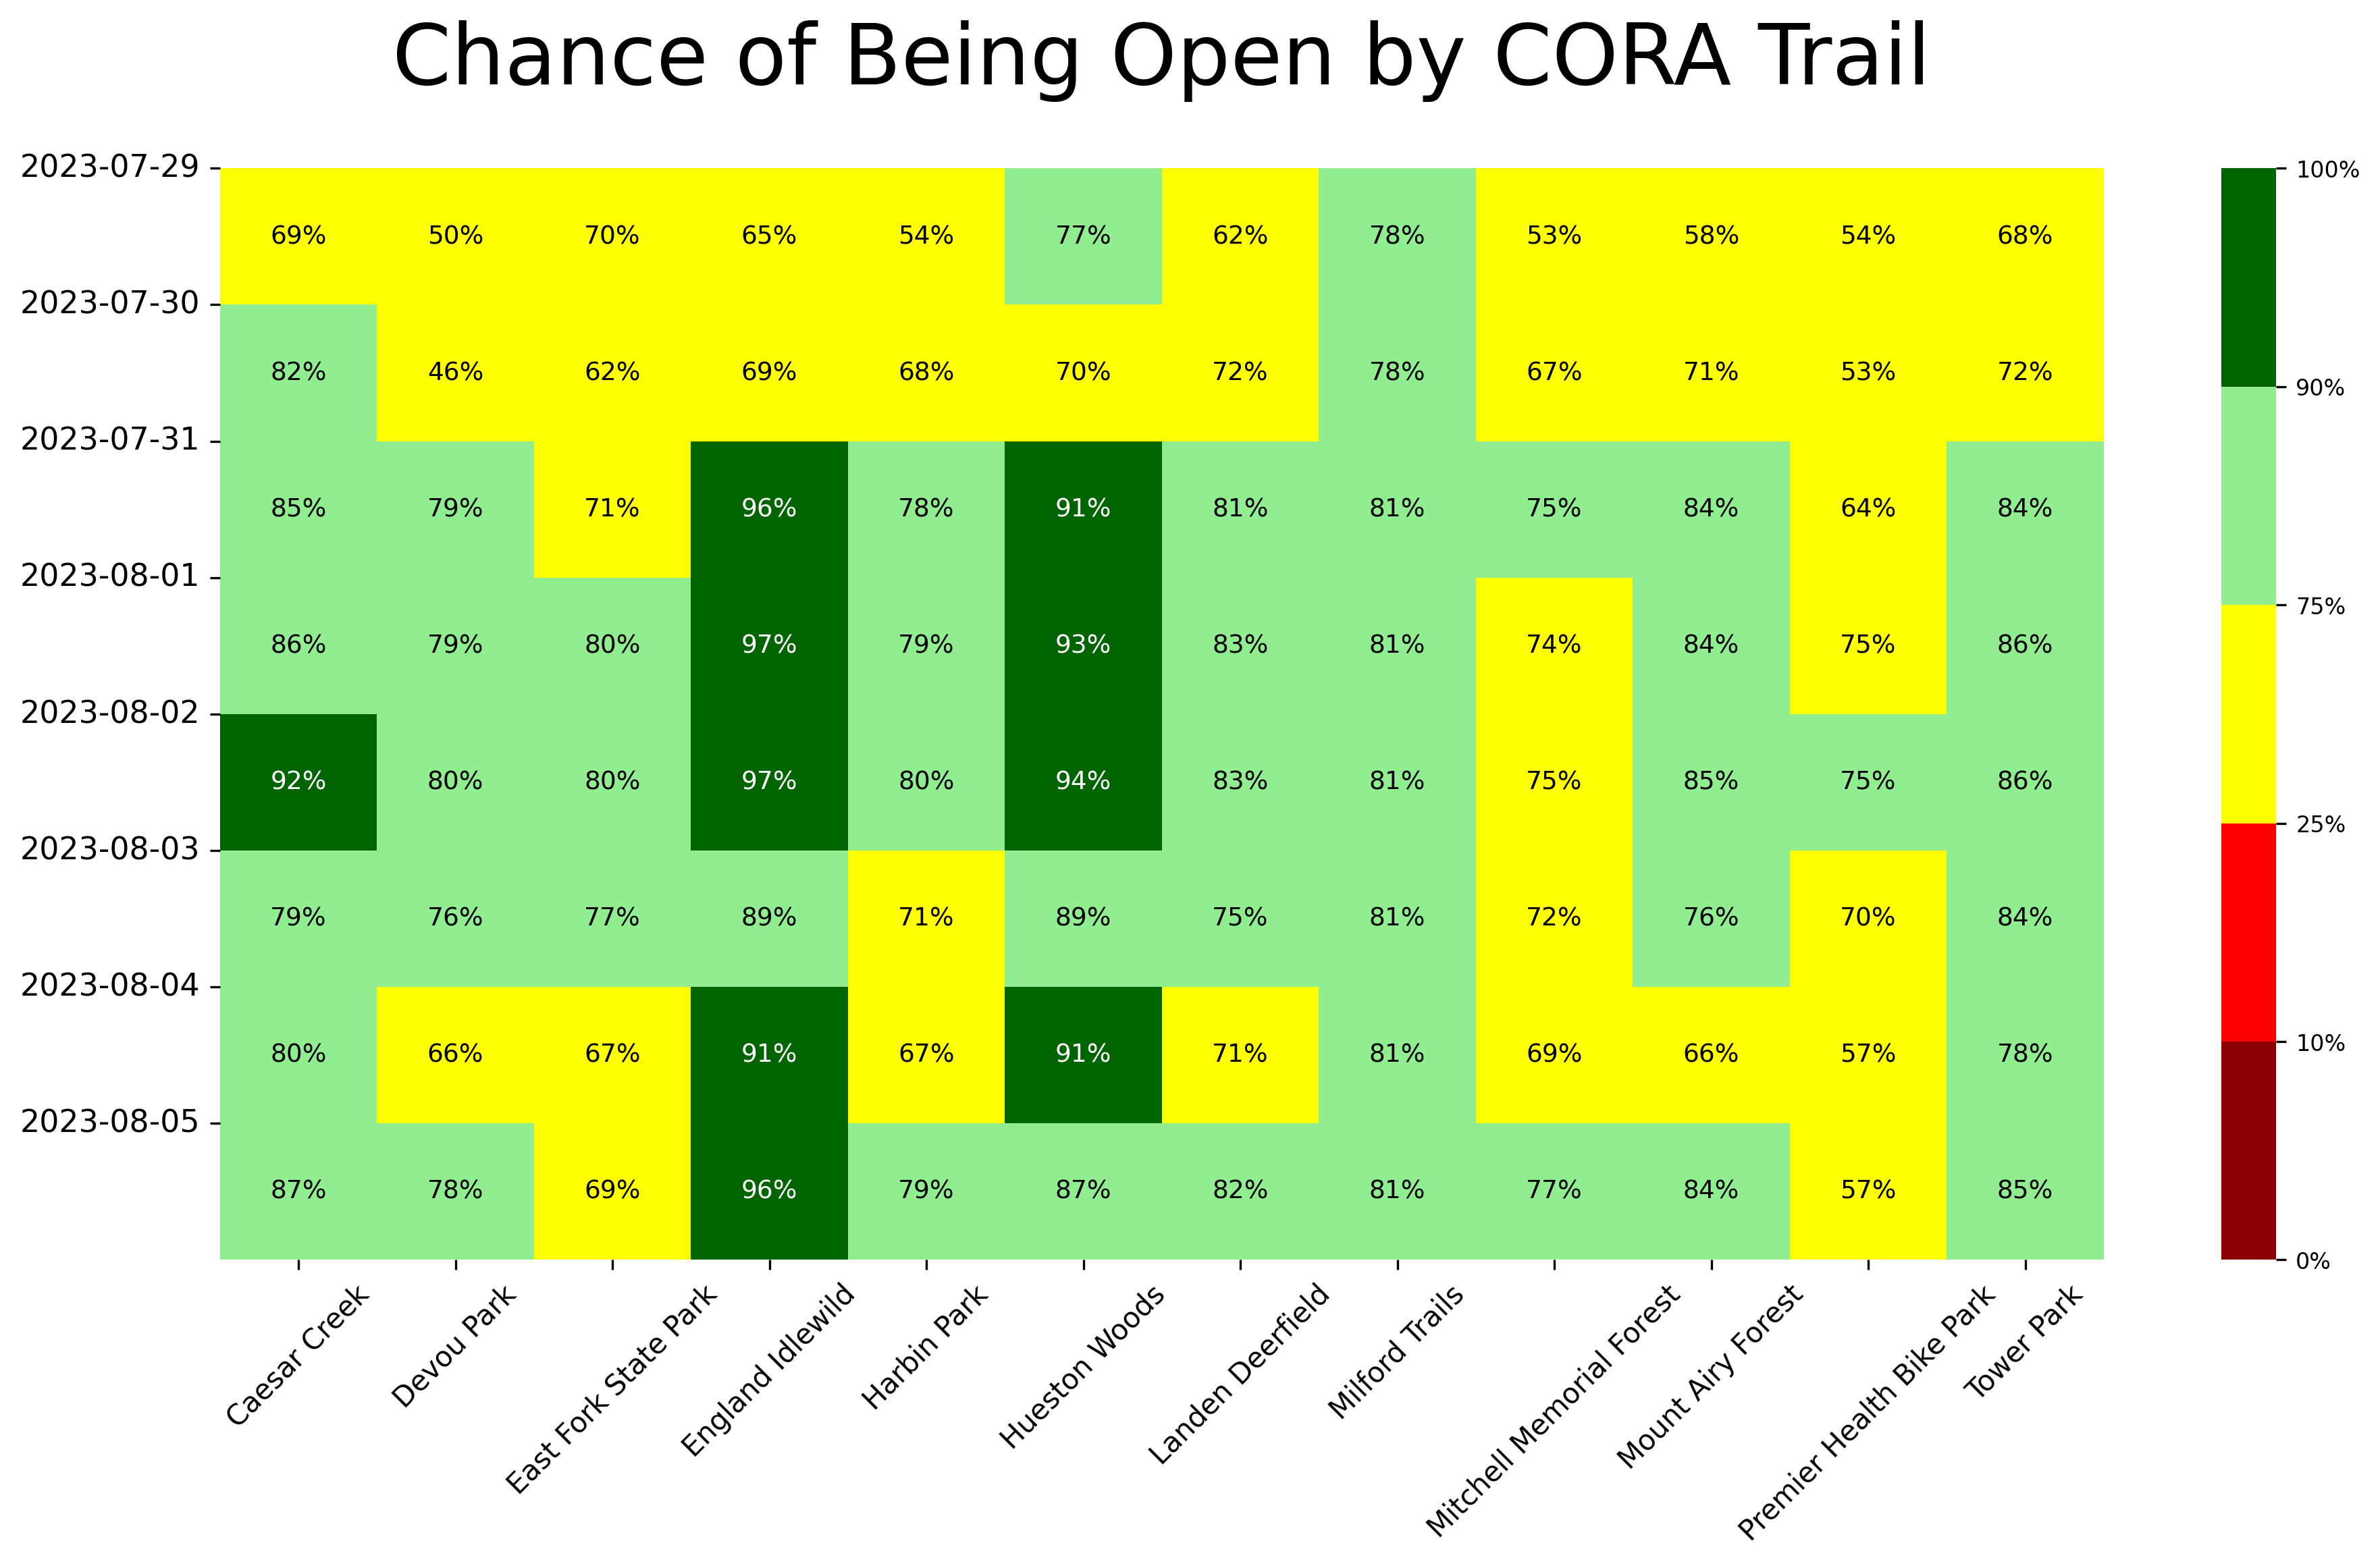 Chance of Being Open by CORA Trail
2023-07-29
69% 50% 70% 65% 54% 77% 62% 78% 53% 58% 54% 68%
2023-07-30
82% 46% 62% 69% 68% 70% 72% 78% 67% 71% 53% 72%
2023-07-31
85% 79% 71% 96% 78% 91% 81% 81% 75% 84% 64% 84%
2023-08-01
86% 79% 80% 97% 79% 93% 83% 81% 74% 84% 75% 86%
2023-08-02
92% 80% 80% 97% 80% 94% 83% 81% 75% 85% 75% 86%
2023-08-03
79% 76% 77% 89% 71% 89% 75% 81% 72% 76% 70% 84%
2023-08-04
80% 66% 67% 91% 67% 91% 71% 81% 69% 66% 57% 78%
2023-08-05
87% 78% 69% 96% 79% 87% 82% 81% 77% 84% 57% 85%
Caesar Creek
Devou Park
East Fork State Park
England Idlewild
Harbin Park
Hueston Woods
Landen Deerfield
Milford Trails
Mitchell Memorial Forest
Mount Airy Forest
Premier Health Bike Park
Tower Park
100%
90%
75%
25%
10%
0%